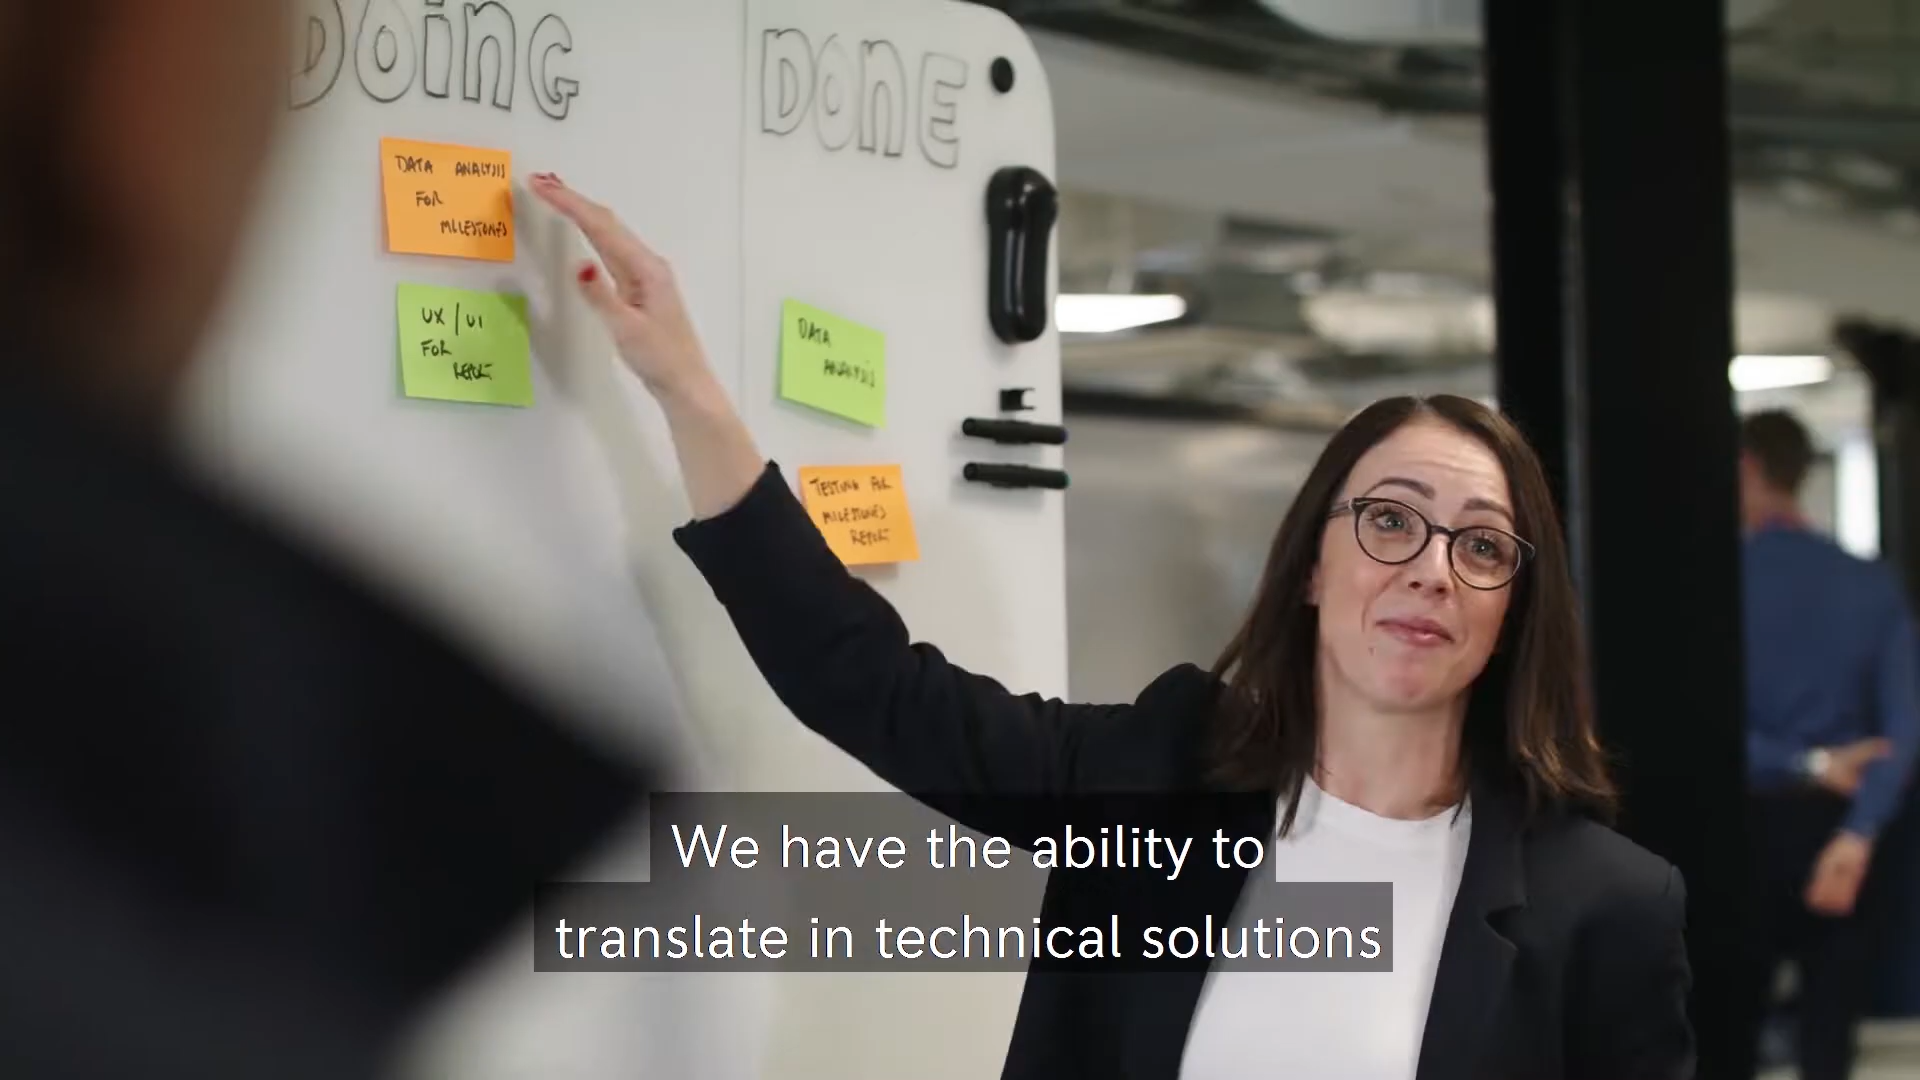 DOING
DONE
DATA ANALYSIS
FOR
MILESTONES
UX/UI
FOR
REPORT
DATA
ANALYSIS
TESTING FOR
MILESTONES
REPORT
We have the ability to
translate in technical solutions